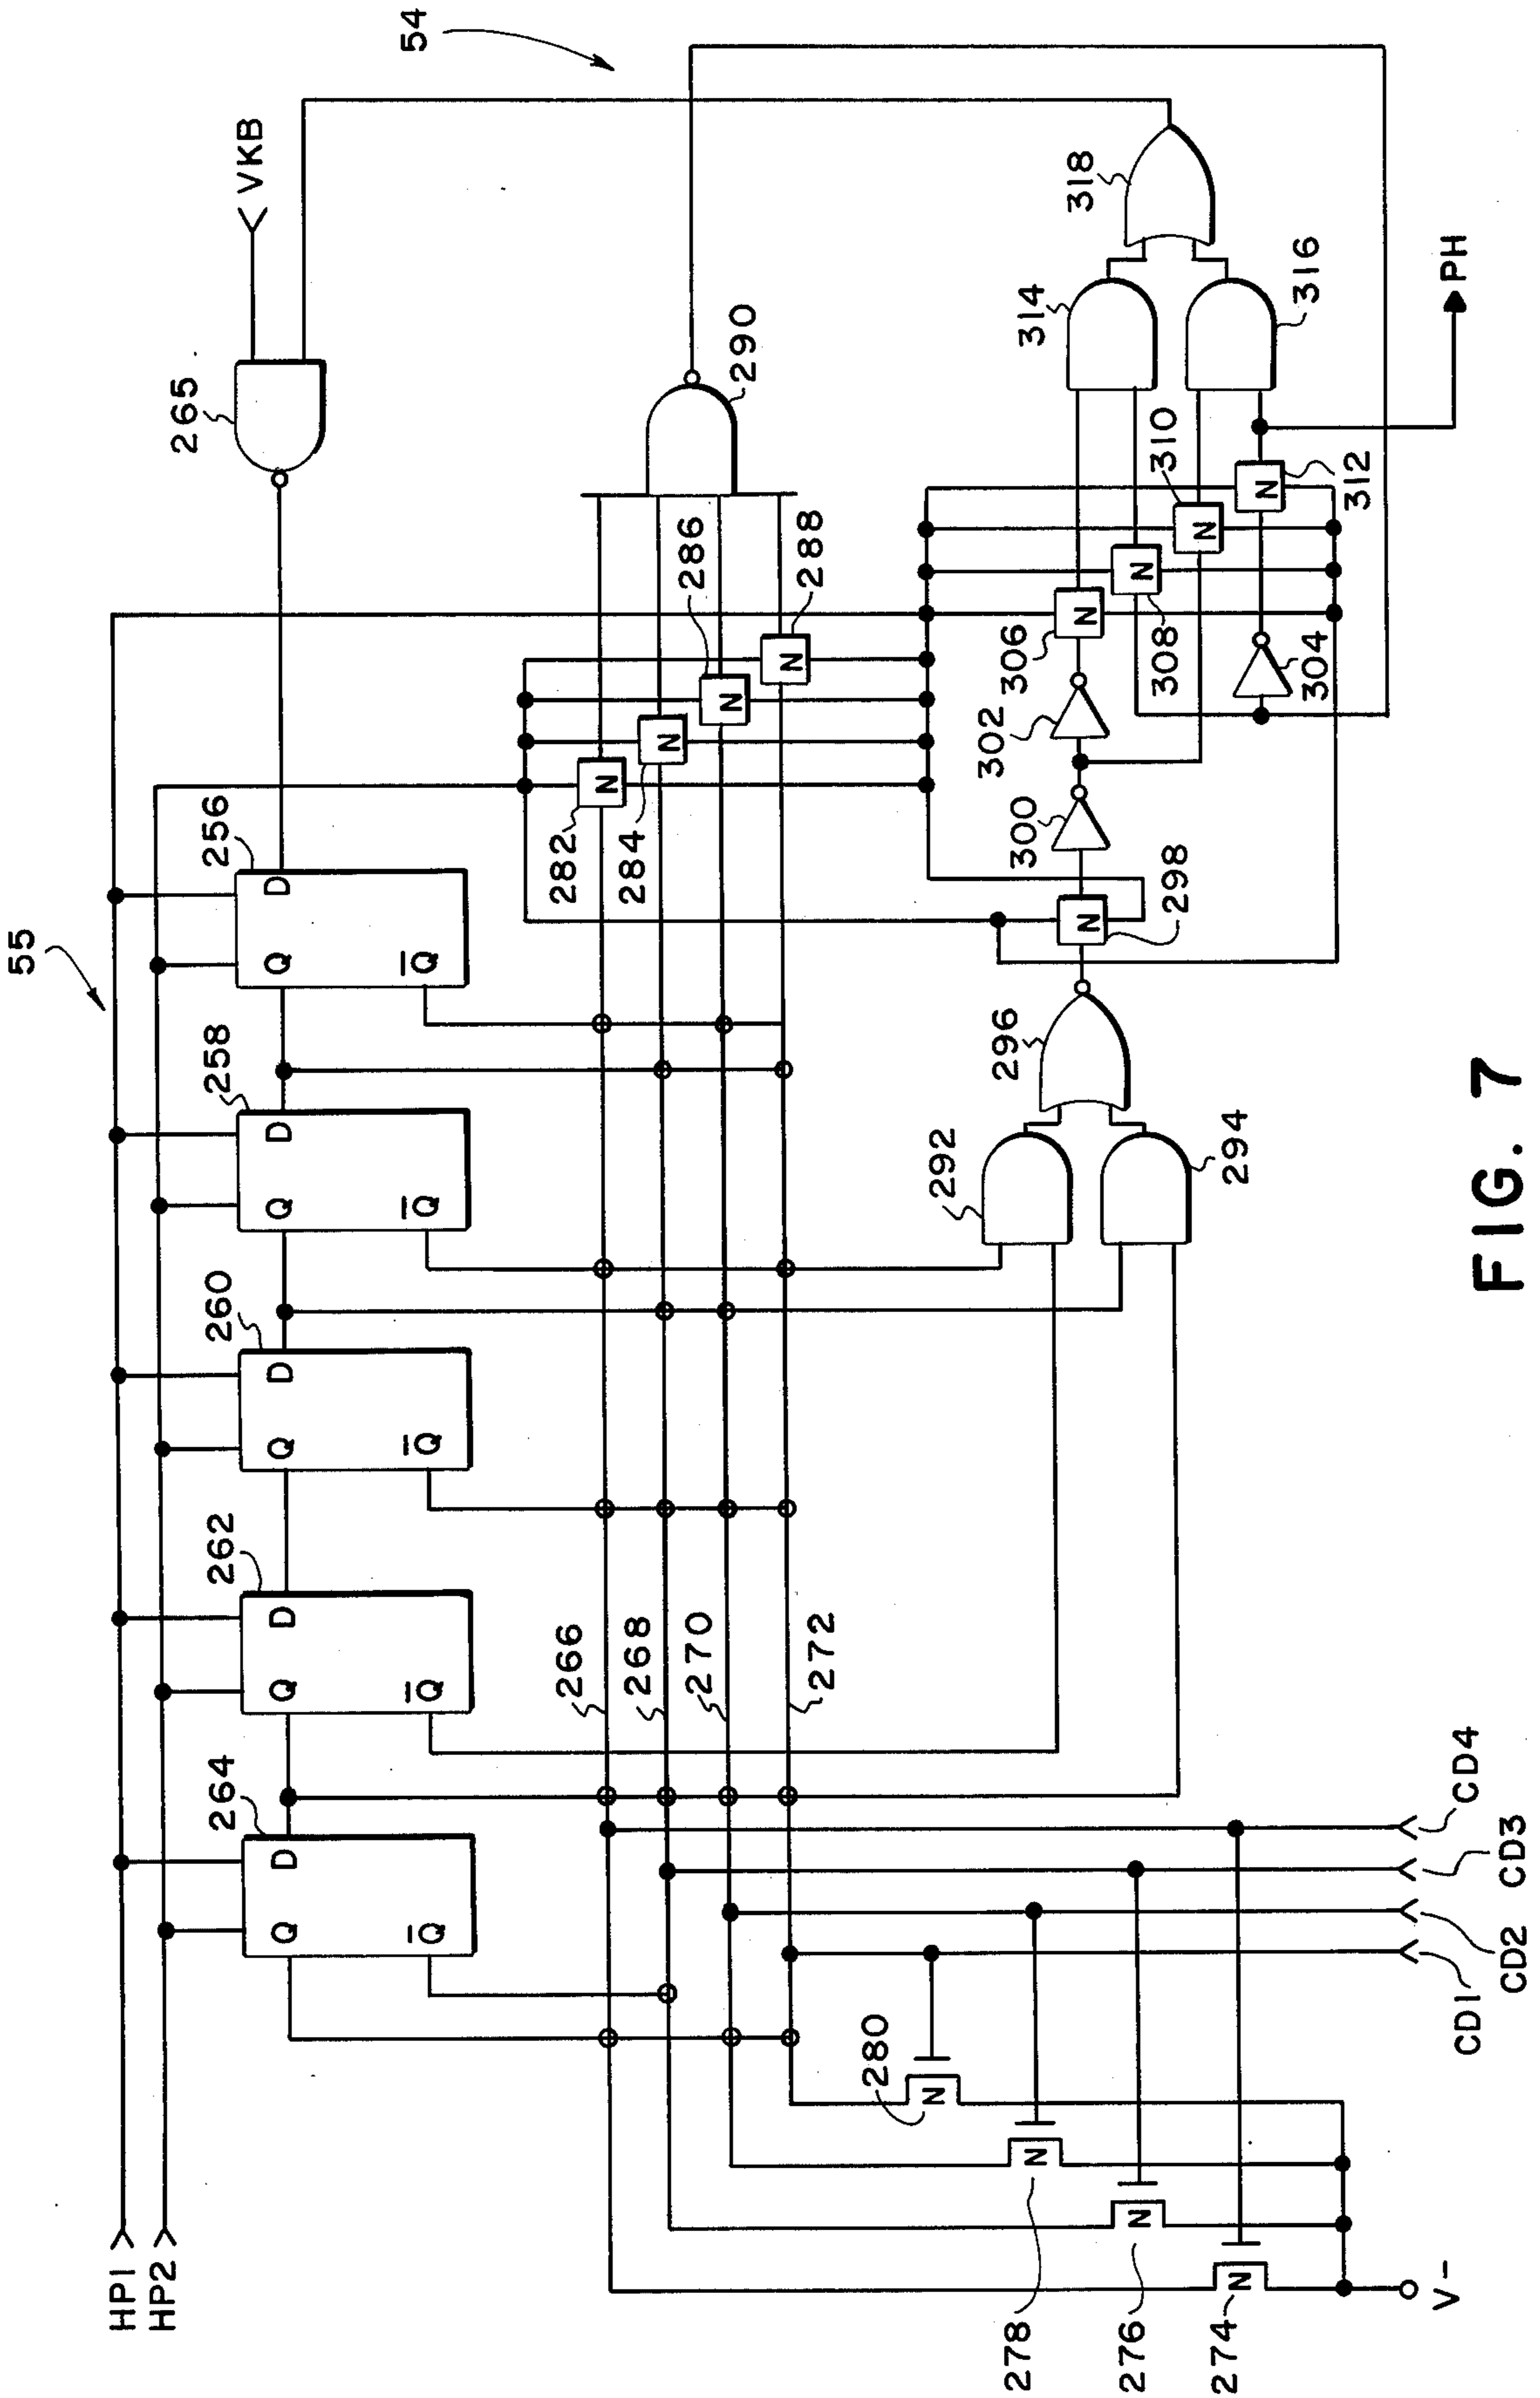 55
HP1
HP2
264
262
260
258
256
265
VKB
Q D
Q D
Q D
Q D
Q D
Q̅
Q̅
Q̅
Q̅
Q̅
54
266
268
270
272
282
284
286
288
N
N
N
N
290
280
N
278
N
276
N
274
N
V-
CD1
CD2
CD3
CD4
292
294
296
298
N
300
302
304
306
N
308
N
310
N
312
N
314
316
318
PH
FIG. 7